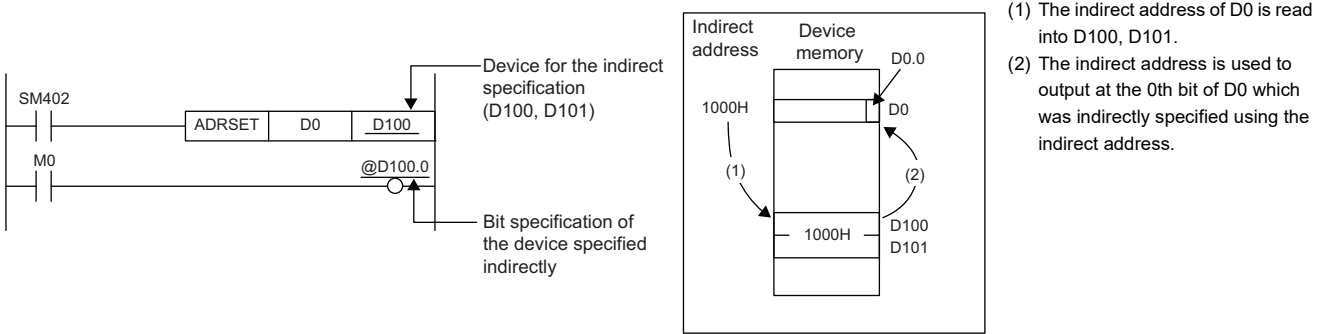 SM402
ADRSET D0 D100
M0
@D100.0
Device for the indirect
specification
(D100, D101)
Bit specification of
the device specified
indirectly
Indirect
address
Device
memory
D0.0
1000H
D0
(1)
(2)
1000H
D100
D101
(1) The indirect address of D0 is read
into D100, D101.
(2) The indirect address is used to
output at the 0th bit of D0 which
was indirectly specified using the
indirect address.